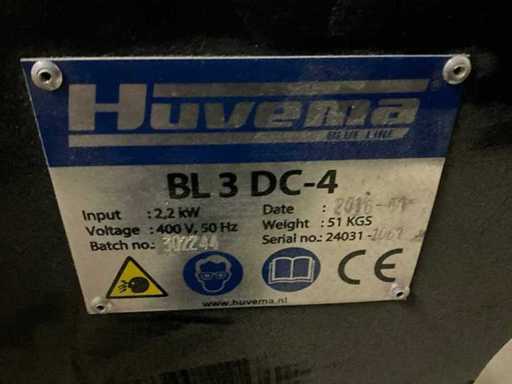 Huvema®
BLUE LINE
BL 3 DC-4
Input : 2,2 kW Date :
Voltage : 400 V, 50 Hz Weight : 51 KGS
Batch no.: 302244 Serial no.: 24031-
CE
www.huvema.nl